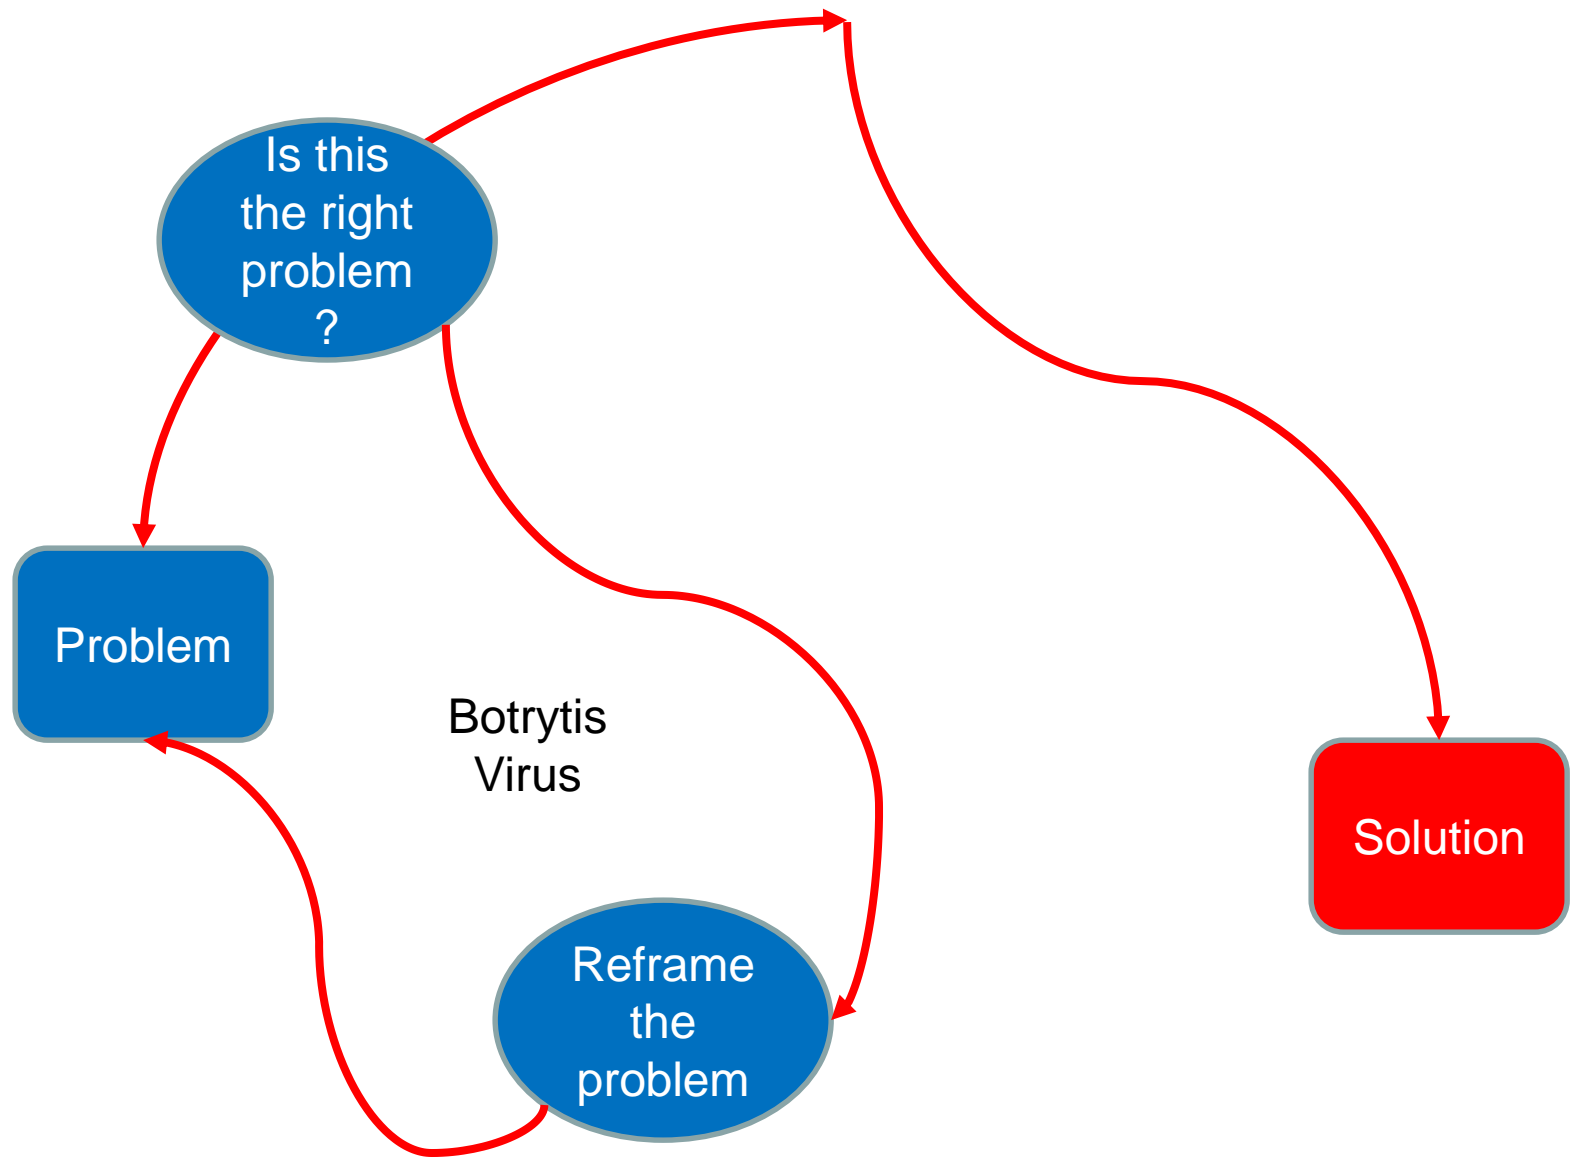 Is this
the right
problem
?
Problem
Botrytis
Virus
Solution
Reframe
the
problem